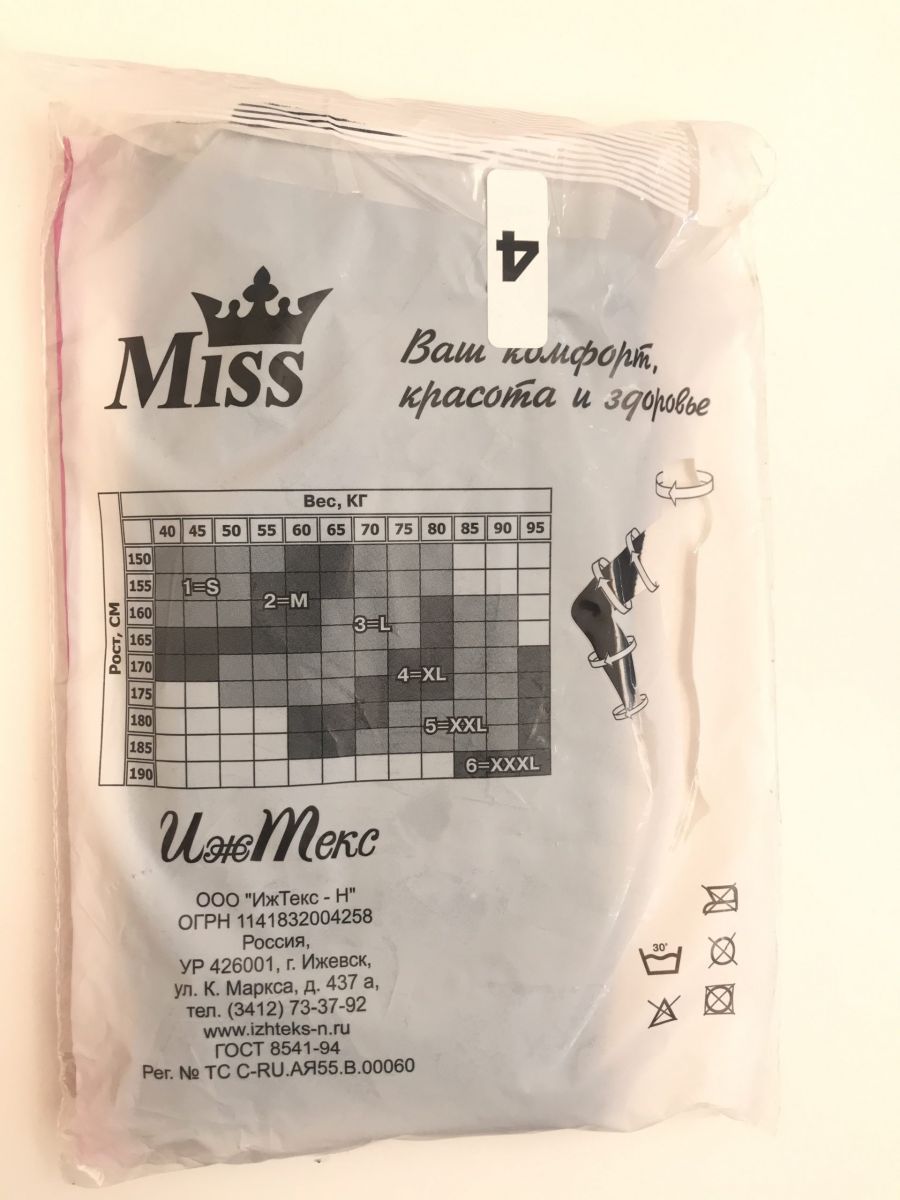 4
Miss
Ваш комфорт,
красота и здоровье
Вес, КГ
40 45 50 55 60 65 70 75 80 85 90 95
Рост, СМ
150
155
1=S
160
2=M
165
3=L
170
4=XL
175
180
5=XXL
185
190
6=XXXL
ИжТекс
ООО "ИжТекс - Н"
ОГРН 1141832004258
Россия,
УР 426001, г. Ижевск,
ул. К. Маркса, д. 437 а,
тел. (3412) 73-37-92
www.izhteks-n.ru
ГОСТ 8541-94
Рег. № ТС С-RU.АЯ55.В.00060
30°